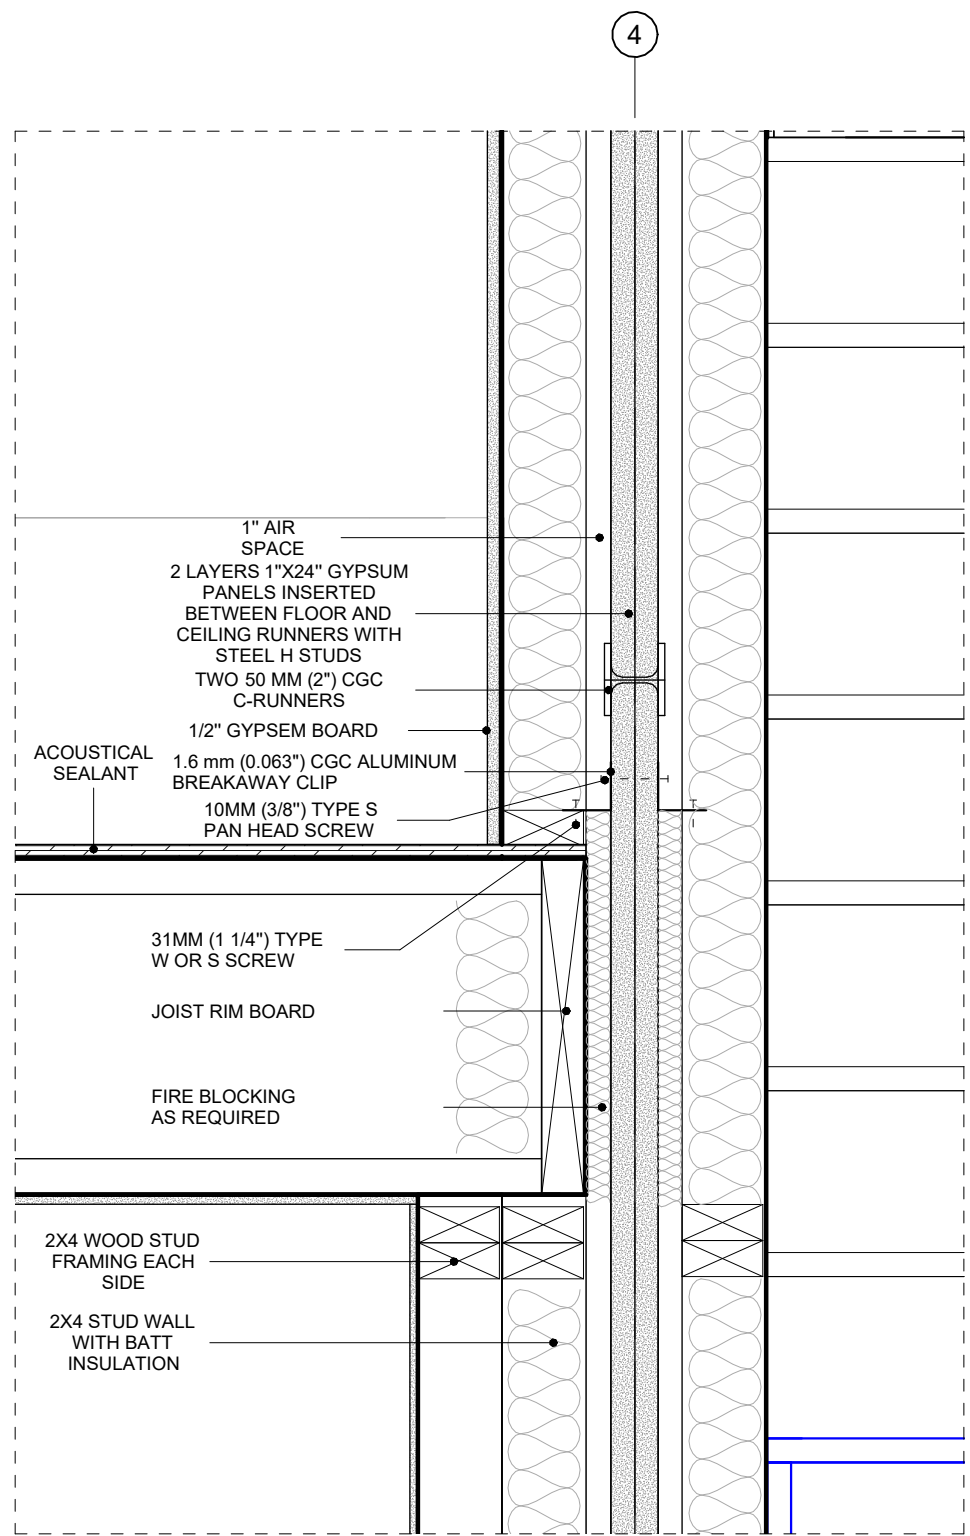 4
1" AIR
SPACE
2 LAYERS 1"X24" GYPSUM
PANELS INSERTED
BETWEEN FLOOR AND
CEILING RUNNERS WITH
STEEL H STUDS
TWO 50 MM (2") CGC
C-RUNNERS
1/2" GYPSEM BOARD
ACOUSTICAL
SEALANT
1.6 mm (0.063") CGC ALUMINUM
BREAKAWAY CLIP
10MM (3/8") TYPE S
PAN HEAD SCREW
31MM (1 1/4") TYPE
W OR S SCREW
JOIST RIM BOARD
FIRE BLOCKING
AS REQUIRED
2X4 WOOD STUD
FRAMING EACH
SIDE
2X4 STUD WALL
WITH BATT
INSULATION